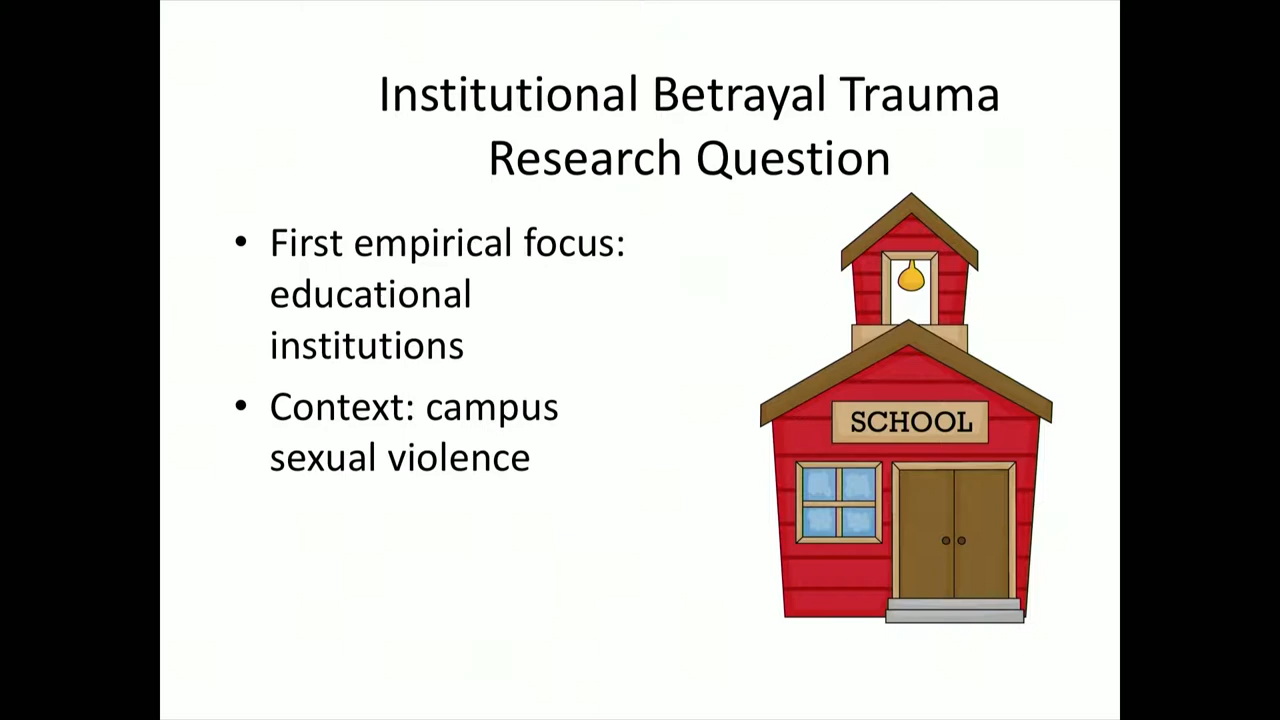 Institutional Betrayal Trauma
Research Question
• First empirical focus:
educational
institutions
• Context: campus
sexual violence
SCHOOL